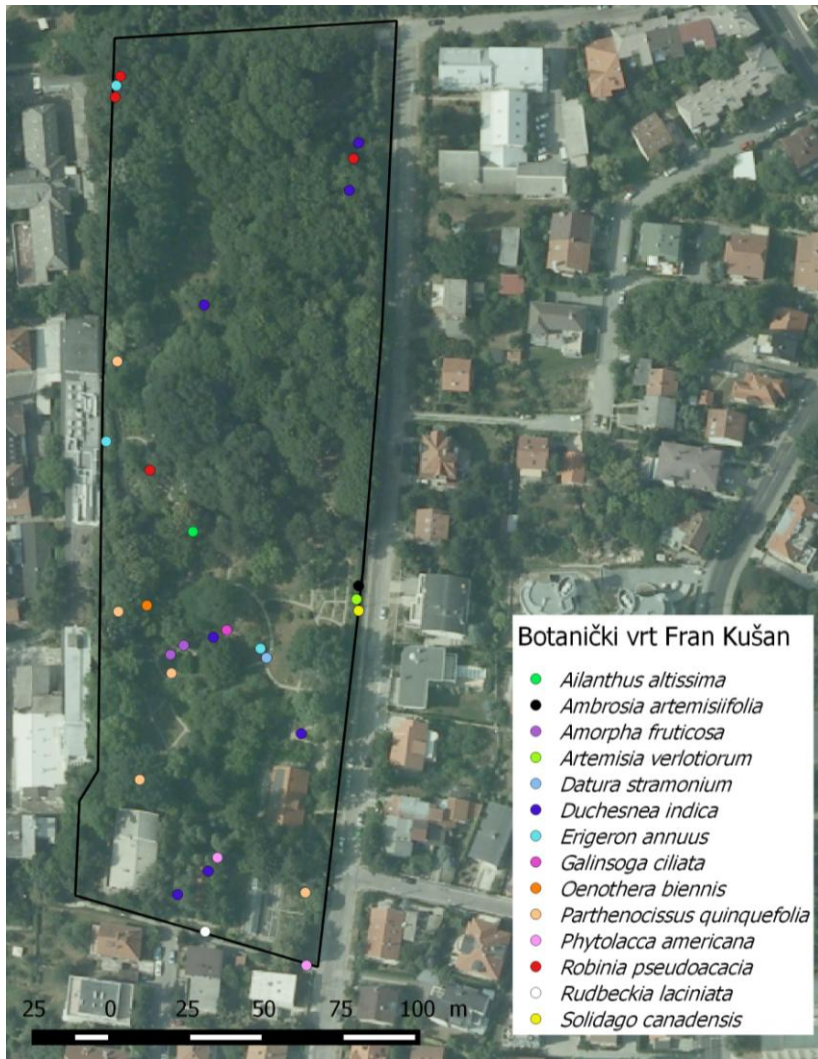 Botanički vrt Fran Kušan
Ailanthus altissima
Ambrosia artemisiifolia
Amorpha fruticosa
Artemisia verlotiorum
Datura stramonium
Duchesnea indica
Erigeron annuus
Galinsoga ciliata
Oenothera biennis
Parthenocissus quinquefolia
Phytolacca americana
Robinia pseudoacacia
Rudbeckia laciniata
Solidago canadensis
25 0 25 50 75 100 m